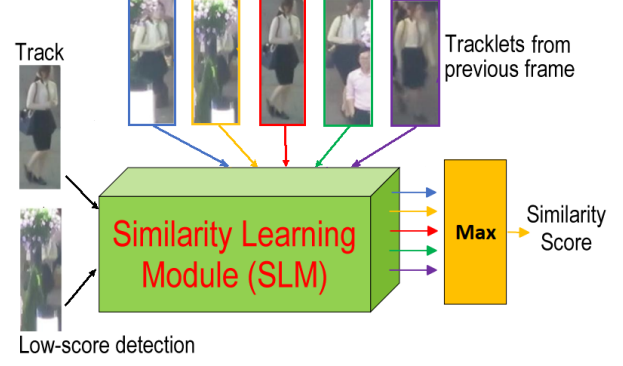 Track
Tracklets from
previous frame
Similarity Learning
Module (SLM)
Max
Similarity
Score
Low-score detection